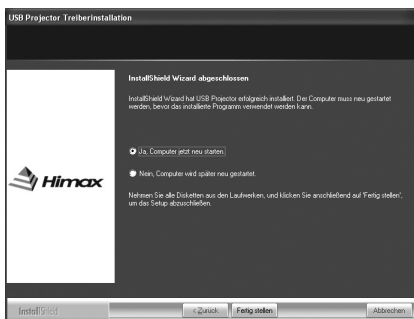 USB Projector Treiberinstallation
InstallShield Wizard abgeschlossen
InstallShield Wizard hat USB Projector erfolgreich installiert. Der Computer muss neu gestartet
werden, bevor das installierte Programm verwendet werden kann.
Ja, Computer jetzt neu starten.
Nein, Computer wird später neu gestartet.
Himax
Nehmen Sie alle Disketten aus den Laufwerken, und klicken Sie anschließend auf 'Fertig stellen',
um das Setup abzuschließen.
InstallShield
< Zurück
Fertig stellen
Abbrechen